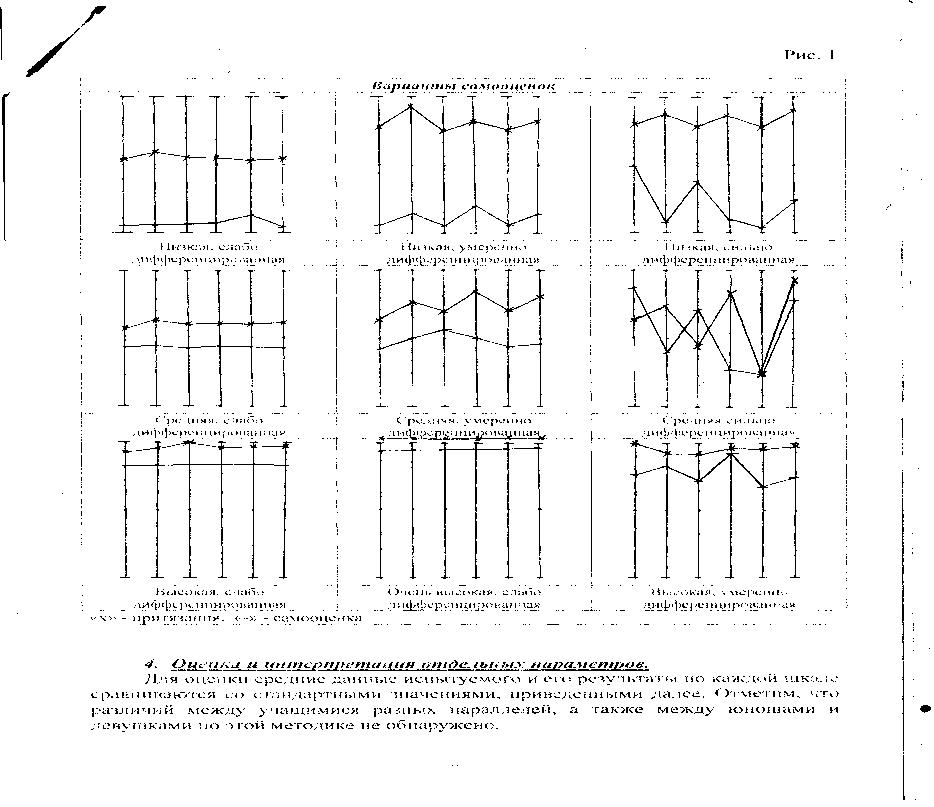 Рис. 1
Варианты самооценок
Низкая, слабо
дифференцированная
Низкая, умеренно
дифференцированная
Низкая, сильно
дифференцированная
Средняя, слабо
дифференцированная
Средняя, умеренно
дифференцированная
Средняя сильно
дифференцированная
Высокая, слабо
дифференцированная
Очень высокая, слабо
дифференцированная
Высокая, умеренно
дифференцированная
«х» - притязания, «-» - самооценка
4. Оценка и интерпретация отдельных параметров.
Для оценки средние данные испытуемого и его результаты по каждой шкале
сравниваются со стандартными значениями, приведенными далее. Отметим, что
различий между учащимися разных параллелей, а также между юношами и
девушками по этой методике не обнаружено.